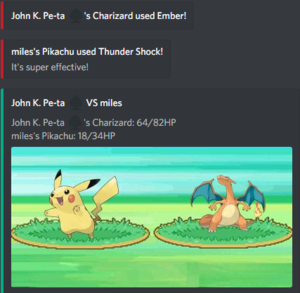 John K. Pe-ta 's Charizard used Ember!
miles's Pikachu used Thunder Shock!
It's super effective!
John K. Pe-ta VS miles
John K. Pe-ta 's Charizard: 64/82HP
miles's Pikachu: 18/34HP